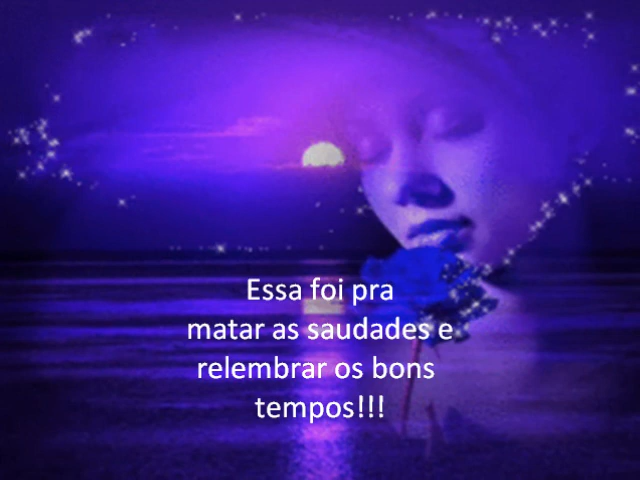 Essa foi pra
matar as saudades e
relembrar os bons
tempos!!!